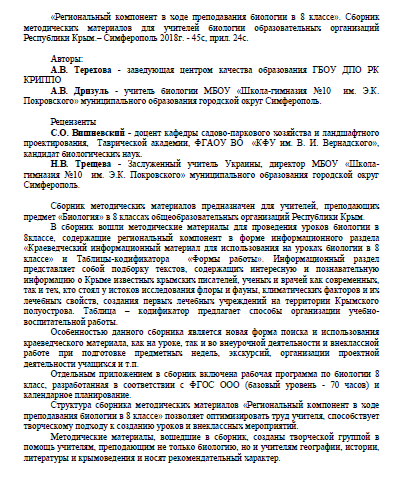 «Региональный компонент в ходе преподавания биологии в 8 классе». Сборник
методических материалов для учителей биологии образовательных организаций
Республики Крым.– Симферополь 2018г. - 45с, прил. 24с.
Авторы:
А.В. Терехова - заведующая центром качества образования ГБОУ ДПО РК
КРИППО
А.В. Дризуль - учитель биологии МБОУ «Школа-гимназия №10 им. Э.К.
Покровского» муниципального образования городской округ Симферополь.
Рецензенты
С.О. Вишневский - доцент кафедры садово-паркового хозяйства и ландшафтного
проектирования, Таврической академии, ФГАОУ ВО «КФУ им. В. И. Вернадского»,
кандидат биологических наук.
Н.В. Трещева - Заслуженный учитель Украины, директор МБОУ «Школа-
гимназия №10 им. Э.К. Покровского» муниципального образования городской округ
Симферополь.
Сборник методических материалов предназначен для учителей, преподающих
предмет «Биология» в 8 классах общеобразовательных организаций Республики Крым.
В сборник вошли методические материалы для проведения уроков биологии в
8классе, содержащие региональный компонент в форме информационного раздела
«Краеведческий информационный материал для использования на уроках биологии в 8
классе» и Таблицы-кодификатора «Формы работы». Информационный раздел
представляет собой подборку текстов, содержащих интересную и познавательную
информацию о Крыме известных крымских писателей, ученых и врачей как современных,
так и тех, кто стоял у истоков исследования флоры и фауны, климатических факторов и их
лечебных свойств, создания первых лечебных учреждений на территории Крымского
полуострова. Таблица – кодификатор предлагает способы организации учебно-
воспитательной работы.
Особенностью данного сборника является новая форма поиска и использования
краеведческого материала, как на уроке, так и во внеурочной деятельности и внеклассной
работе при подготовке предметных недель, экскурсий, организации проектной
деятельности учащихся и т.п.
Отдельным приложением в сборник включена рабочая программа по биологии 8
класс, разработанная в соответствии с ФГОС ООО (базовый уровень - 70 часов) и
календарное планирование.
Структура сборника методических материалов «Региональный компонент в ходе
преподавания биологии в 8 классе» позволяет оптимизировать труд учителя, способствует
творческому подходу к созданию уроков и внеклассных мероприятий.
Методические материалы, вошедшие в сборник, созданы творческой группой в
помощь учителям, преподающим не только биологию, но и учителям географии, истории,
литературы и крымоведения и носят рекомендательный характер.